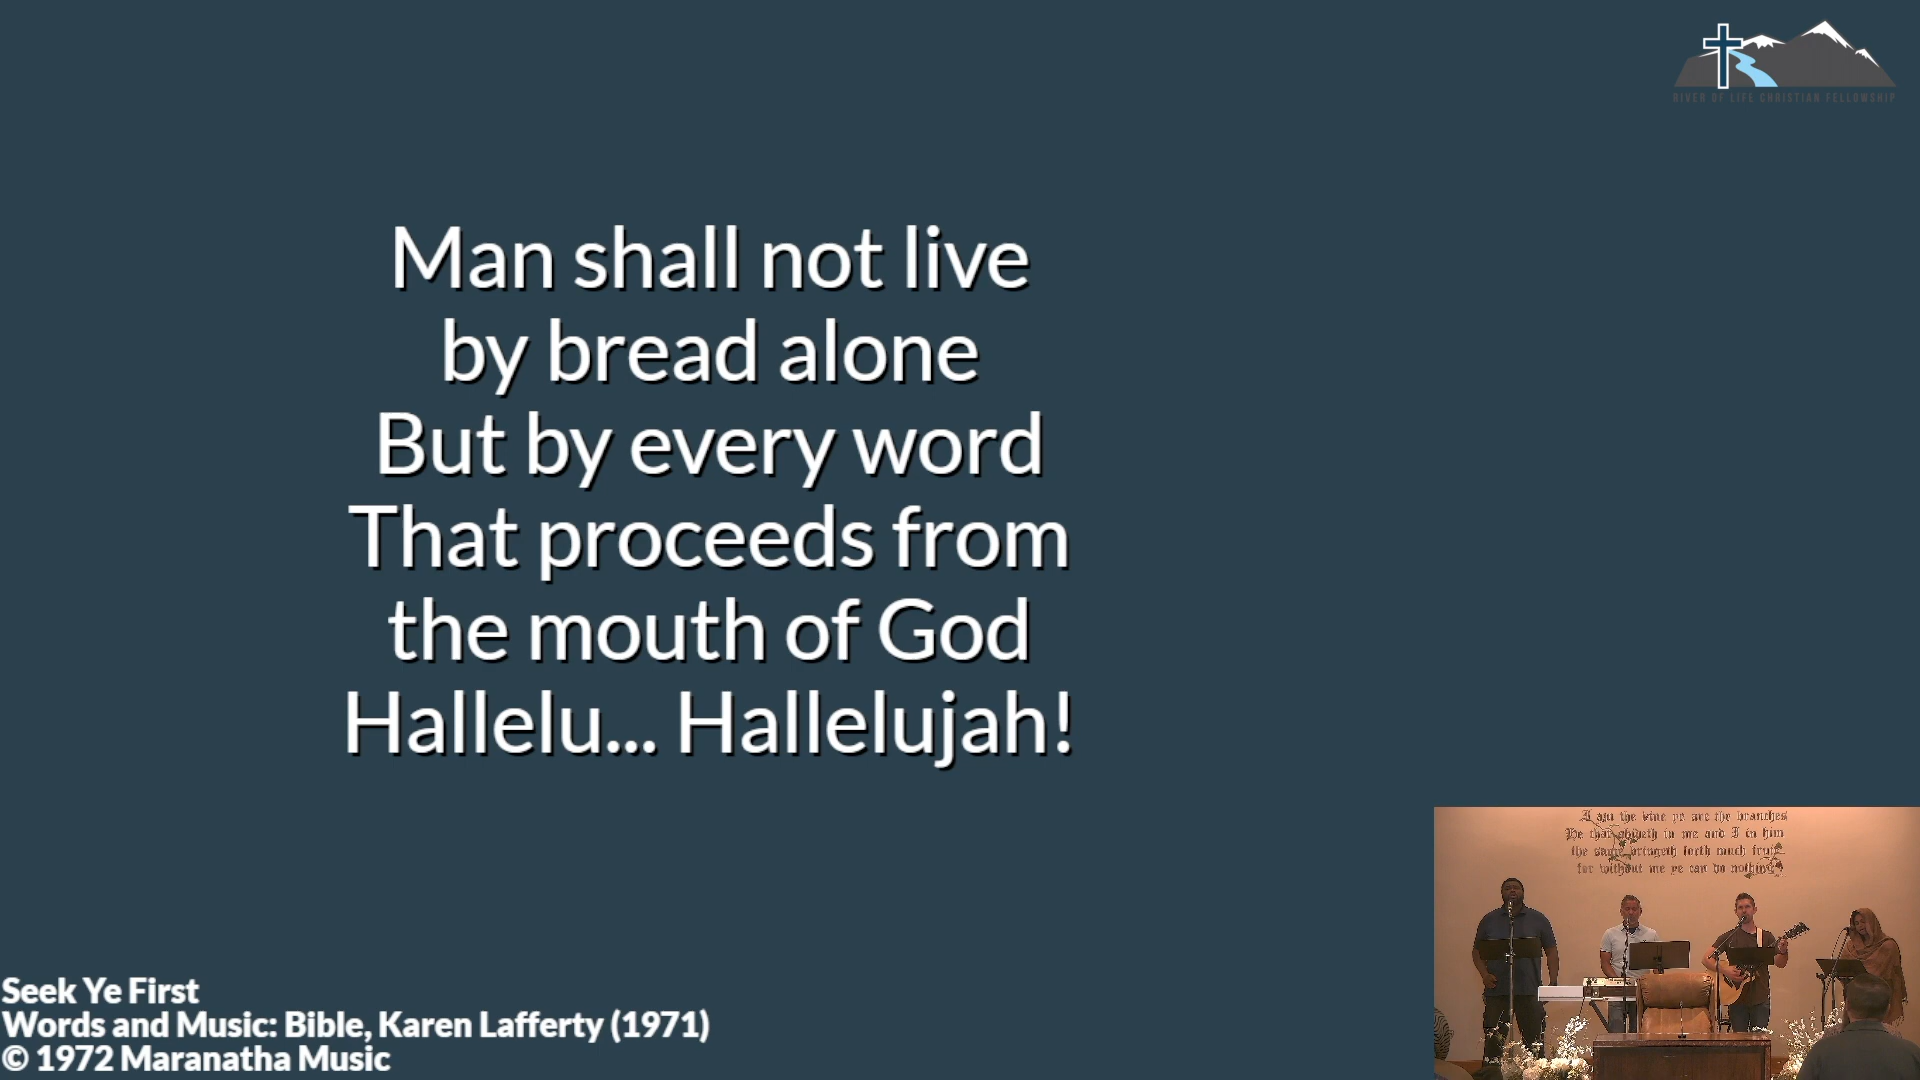 RIVER OF LIFE CHRISTIAN FELLOWSHIP
Man shall not live
by bread alone
But by every word
That proceeds from
the mouth of God
Hallelu... Hallelujah!
I am the vine ye are the branches
He that abideth in me and I in him
the same bringeth forth much fruit
for without me ye can do nothing
Seek Ye First
Words and Music: Bible, Karen Lafferty (1971)
© 1972 Maranatha Music